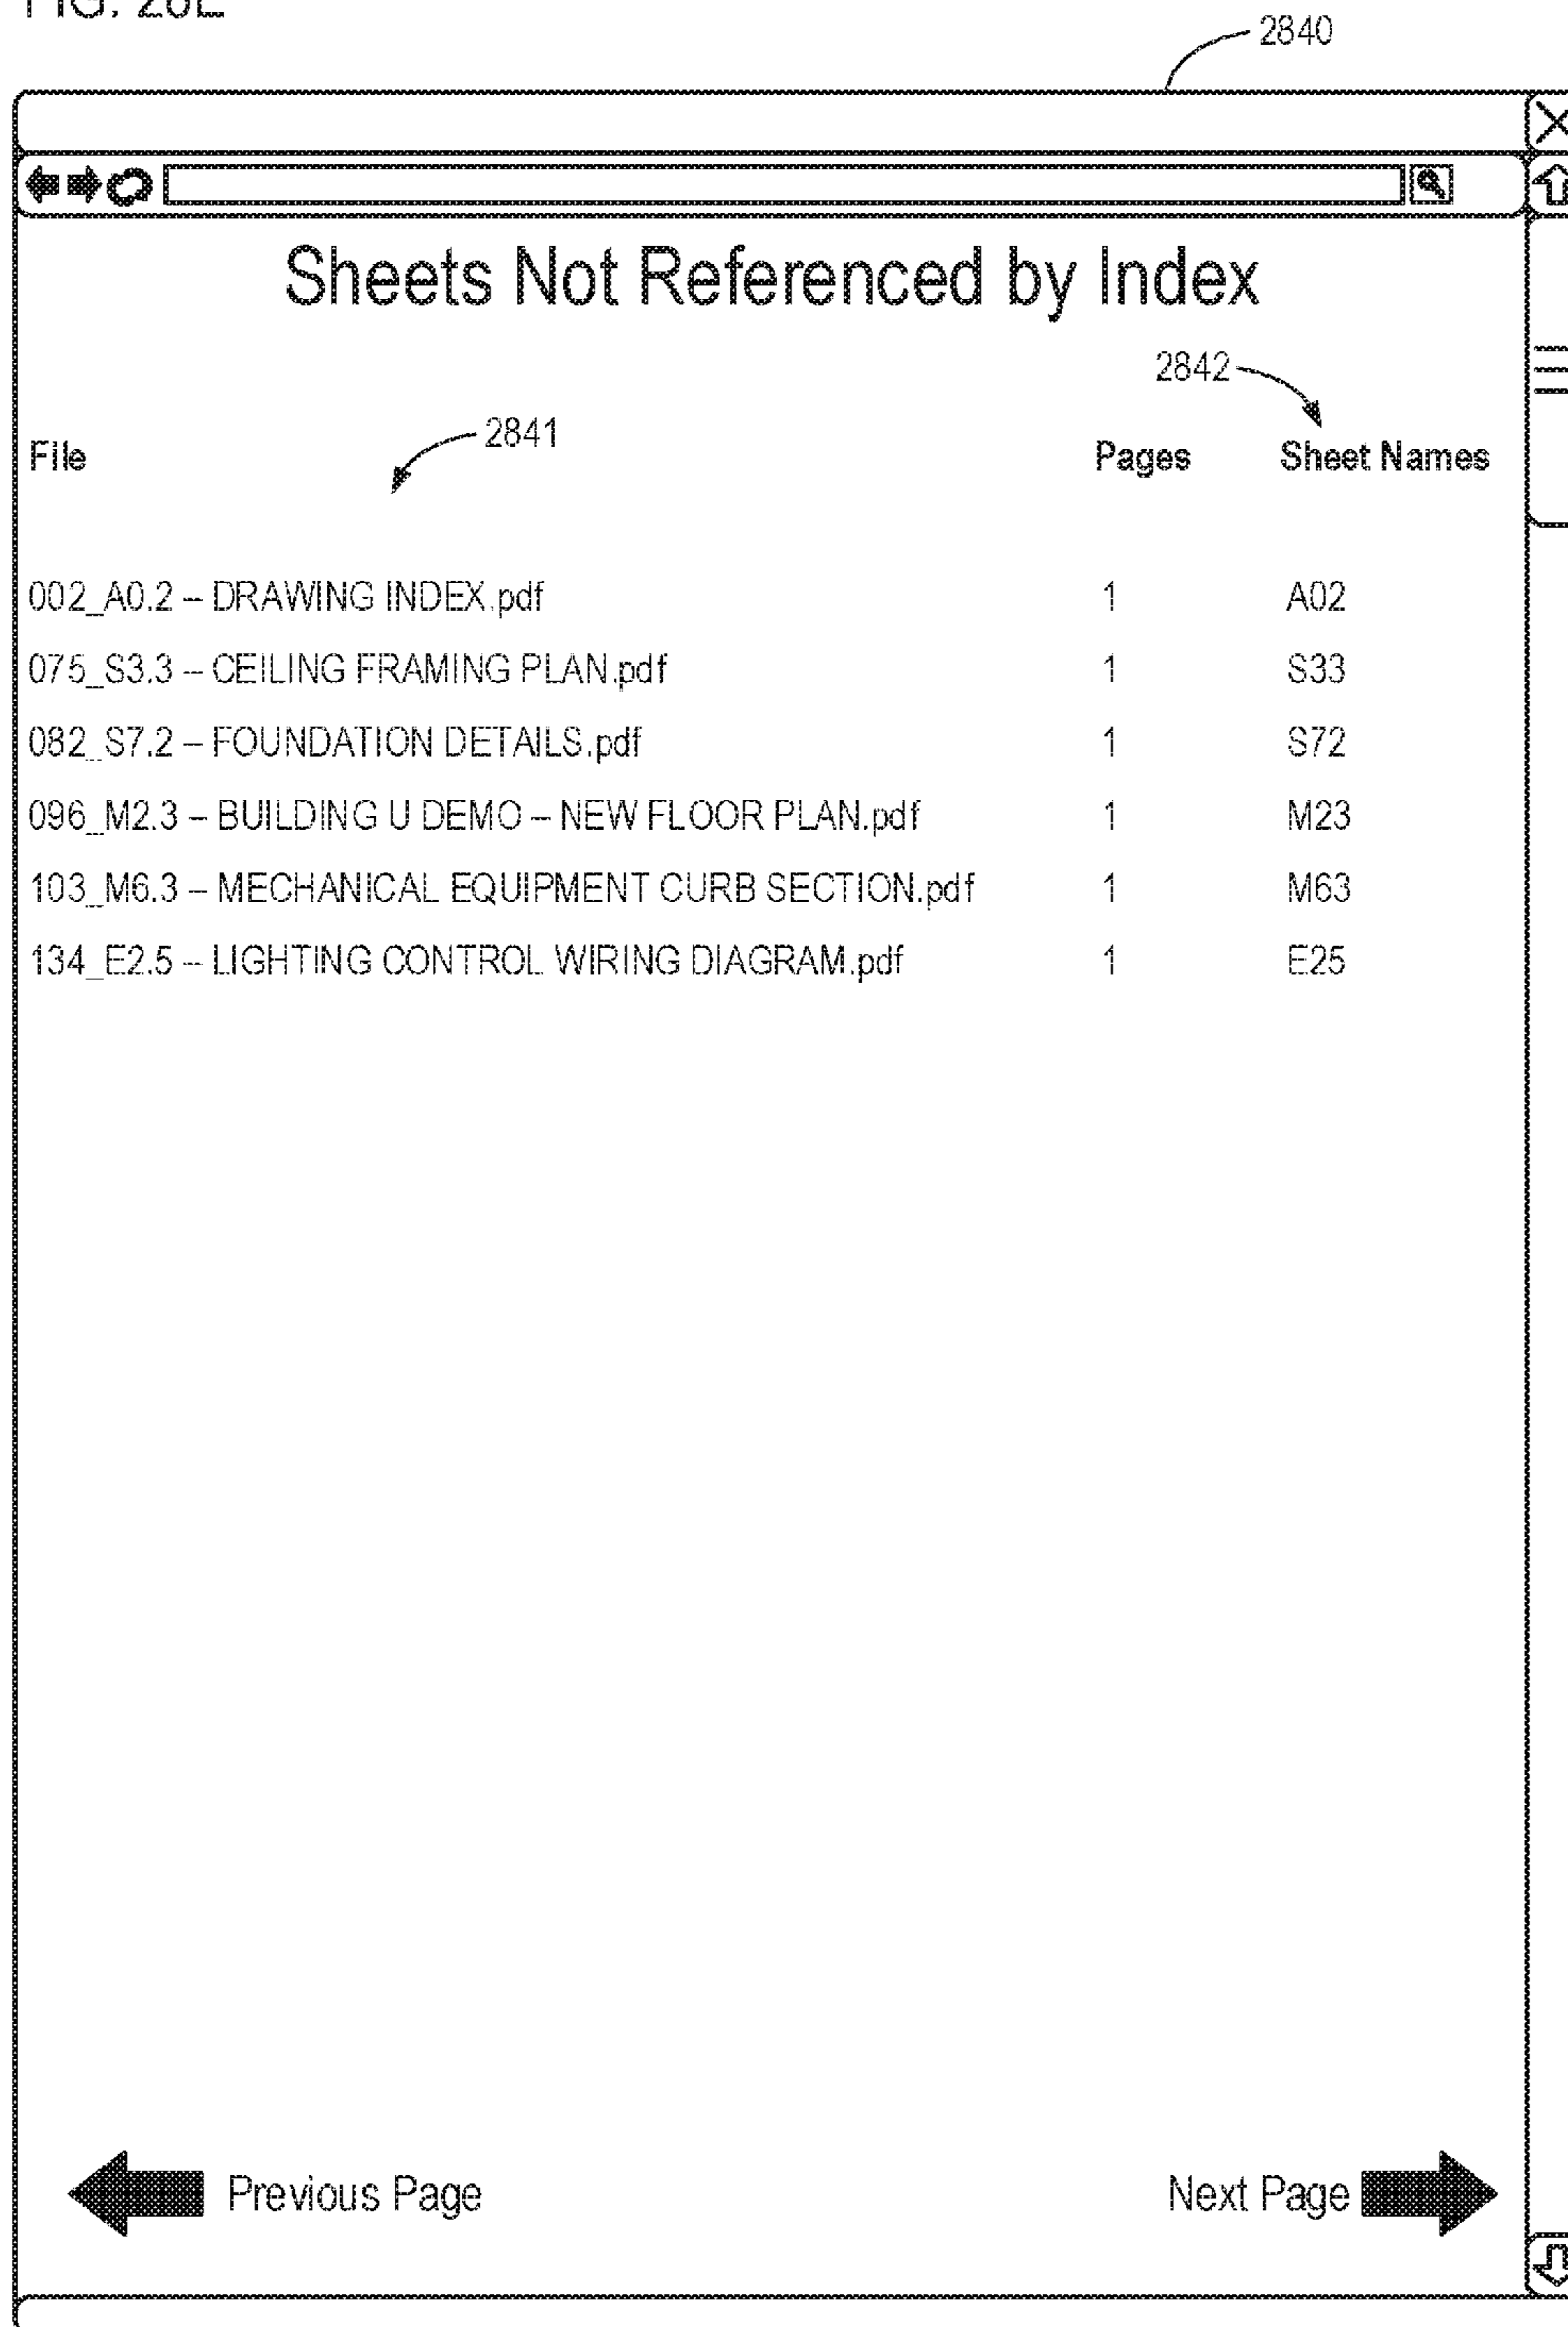 FIG. 28E
2840
Sheets Not Referenced by Index
2842
2841
File Pages Sheet Names
002_A0.2 – DRAWING INDEX.pdf 1 A02
075_S3.3 – CEILING FRAMING PLAN.pdf 1 S33
082_S7.2 – FOUNDATION DETAILS.pdf 1 S72
096_M2.3 – BUILDING U DEMO – NEW FLOOR PLAN.pdf 1 M23
103_M6.3 – MECHANICAL EQUIPMENT CURB SECTION.pdf 1 M63
134_E2.5 – LIGHTING CONTROL WIRING DIAGRAM.pdf 1 E25
Previous Page Next Page